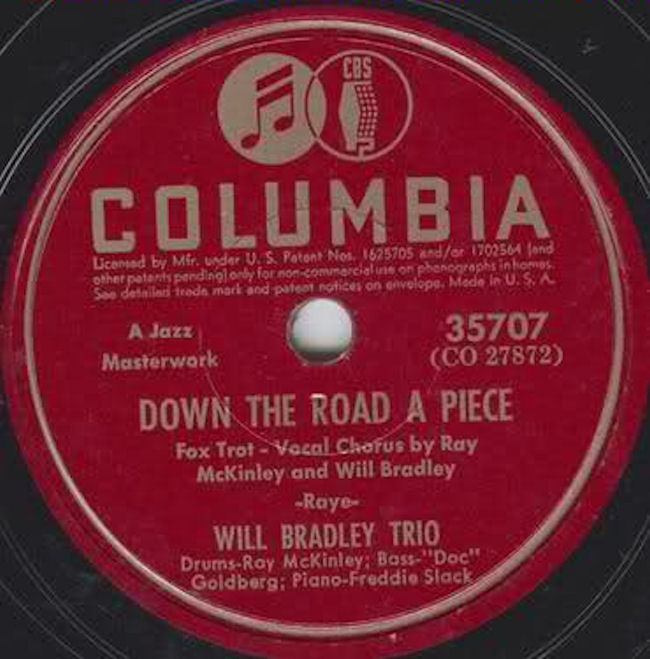 CBS
COLUMBIA
Licensed by Mfr. under U. S. Patent Nos. 1625705 and/or 1702564 (and
other patents pending) only for non-commercial use on phonographs in homes.
See detailed trade mark and patent notices on envelope. Made in U. S. A.
A Jazz
Masterwork
35707
(CO 27872)
DOWN THE ROAD A PIECE
Fox Trot - Vocal Chorus by Ray
McKinley and Will Bradley
-Raye-
WILL BRADLEY TRIO
Drums-Ray McKinley; Bass-"Doc"
Goldberg; Piano-Freddie Slack